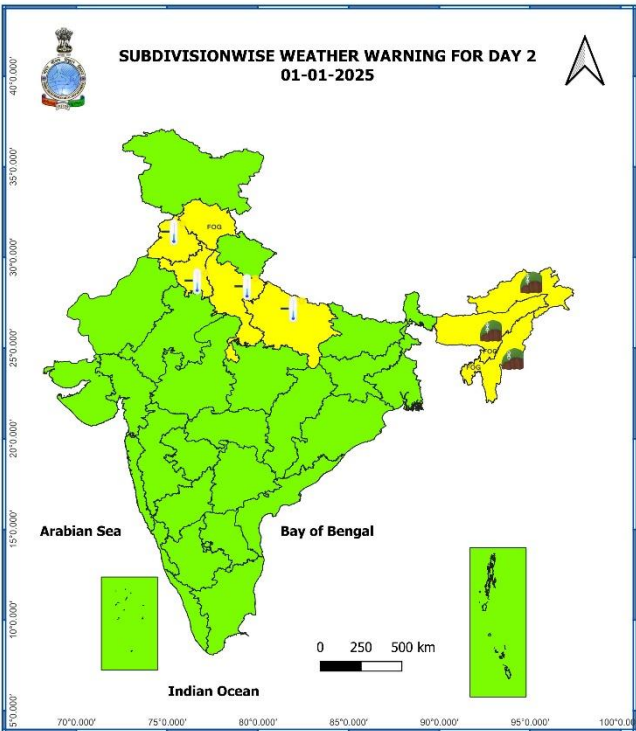 SUBDIVISIONWISE WEATHER WARNING FOR DAY 2
01-01-2025
40°0.000'
35°0.000'
30°0.000'
25°0.000'
20°0.000'
15°0.000'
10°0.000'
5°0.000'
FOG
FOG
FOG
Arabian Sea
Bay of Bengal
0 250 500 km
Indian Ocean
70°0.000' 75°0.000' 80°0.000' 85°0.000' 90°0.000' 95°0.000' 100°0.0